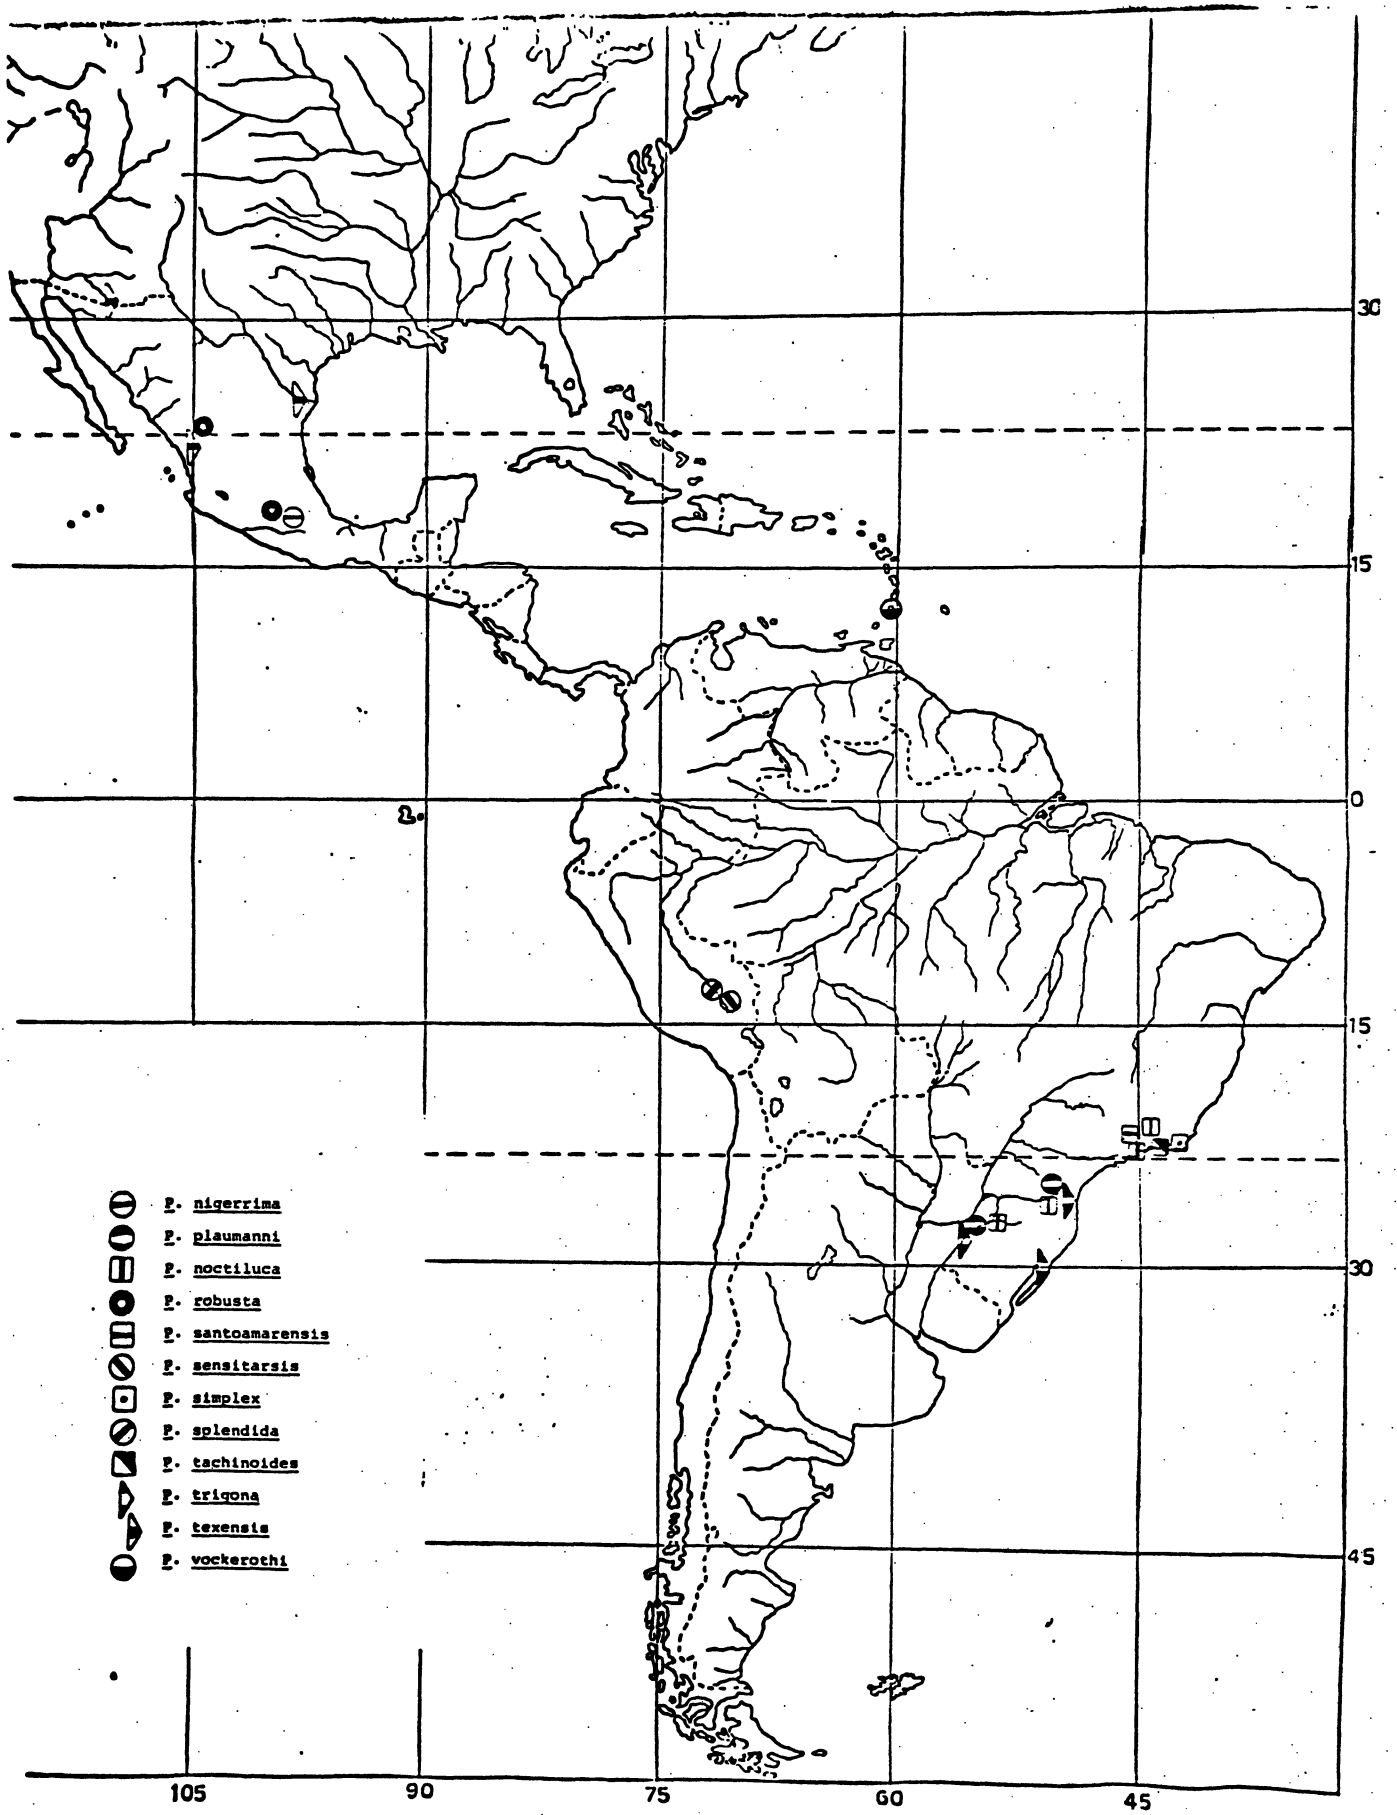 30
15
0
15
30
45
P. nigerrima
P. plaumanni
P. noctiluca
P. robusta
P. santoamarensis
P. sensitarsis
P. simplex
P. splendida
P. tachinoides
P. trigona
P. texensis
P. vockerothi
105 90 75 60 45